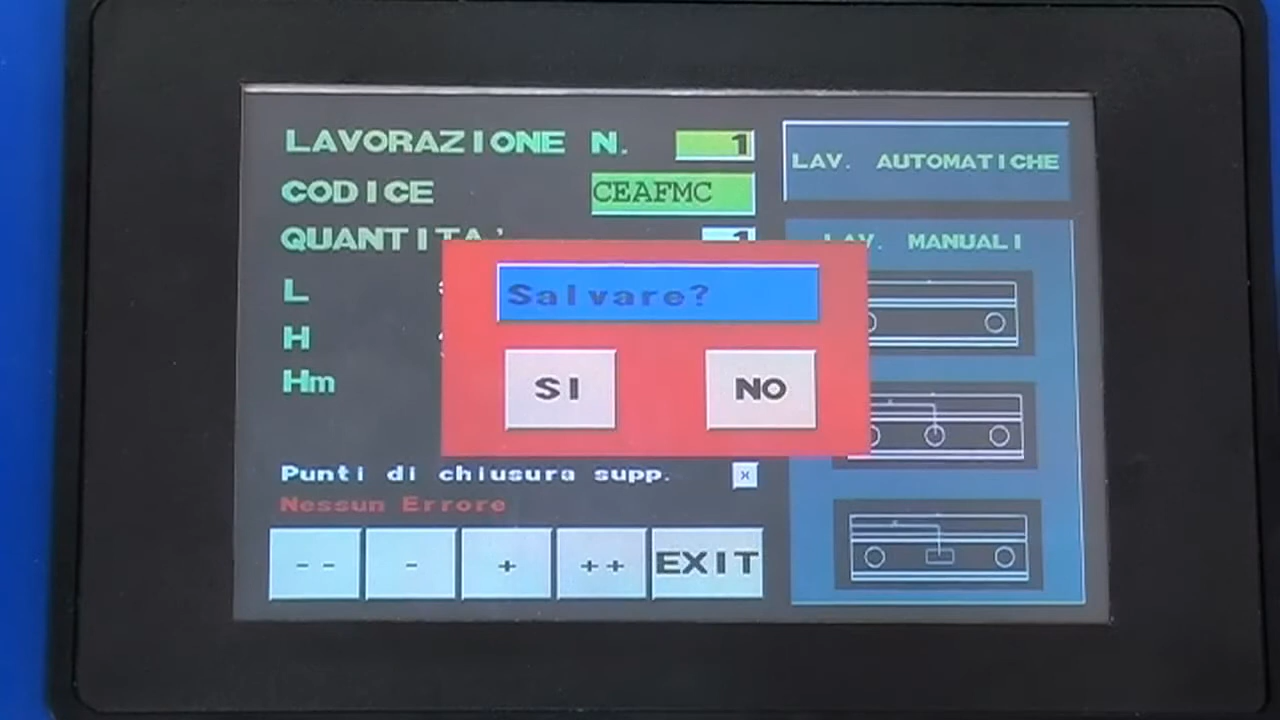 LAVORAZIONE N. 1
CODICE CEAFMC
QUANTITA' 1
L
H
Hm
Salvare?
SI NO
Punti di chiusura supp. x
Nessun Errore
-- - + ++ EXIT
LAV. AUTOMATICHE
LAV. MANUALI